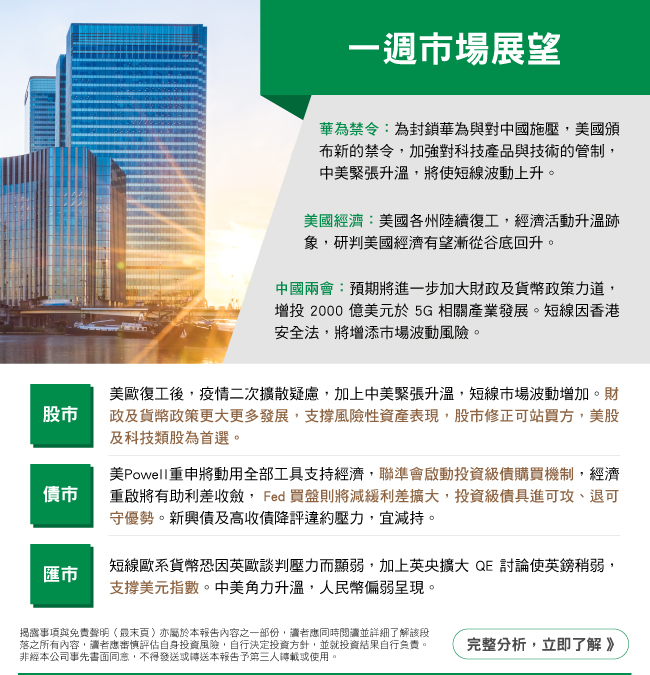 一週市場展望
華為禁令：為封鎖華為與對中國施壓，美國頒
布新的禁令，加強對科技產品與技術的管制，
中美緊張升溫，將使短線波動上升。
美國經濟：美國各州陸續復工，經濟活動升溫跡
象，研判美國經濟有望漸從谷底回升。
中國兩會：預期將進一步加大財政及貨幣政策力道，
增投 2000 億美元於 5G 相關產業發展。短線因香港
安全法，將增添市場波動風險。
股市
美歐復工後，疫情二次擴散疑慮，加上中美緊張升溫，短線市場波動增加。財
政及貨幣政策更大更多發展，支撐風險性資產表現，股市修正可站買方，美股
及科技類股為首選。
債市
美Powell重申將動用全部工具支持經濟，聯準會啟動投資級債購買機制，經濟
重啟將有助利差收斂， Fed 買盤則將減緩利差擴大，投資級債具進可攻、退可
守優勢。新興債及高收債降評違約壓力，宜減持。
匯市
短線歐系貨幣恐因英歐談判壓力而顯弱，加上英央擴大 QE 討論使英鎊稍弱，
支撐美元指數。中美角力升溫，人民幣偏弱呈現。
揭露事項與免責聲明（最末頁）亦屬於本報告內容之一部份，讀者應同時閱讀並詳細了解該段
落之所有內容，讀者應審慎評估自身投資風險，自行決定投資方針，並就投資結果自行負責。
非經本公司事先書面同意，不得發送或轉送本報告予第三人轉載或使用。
完整分析，立即了解 》